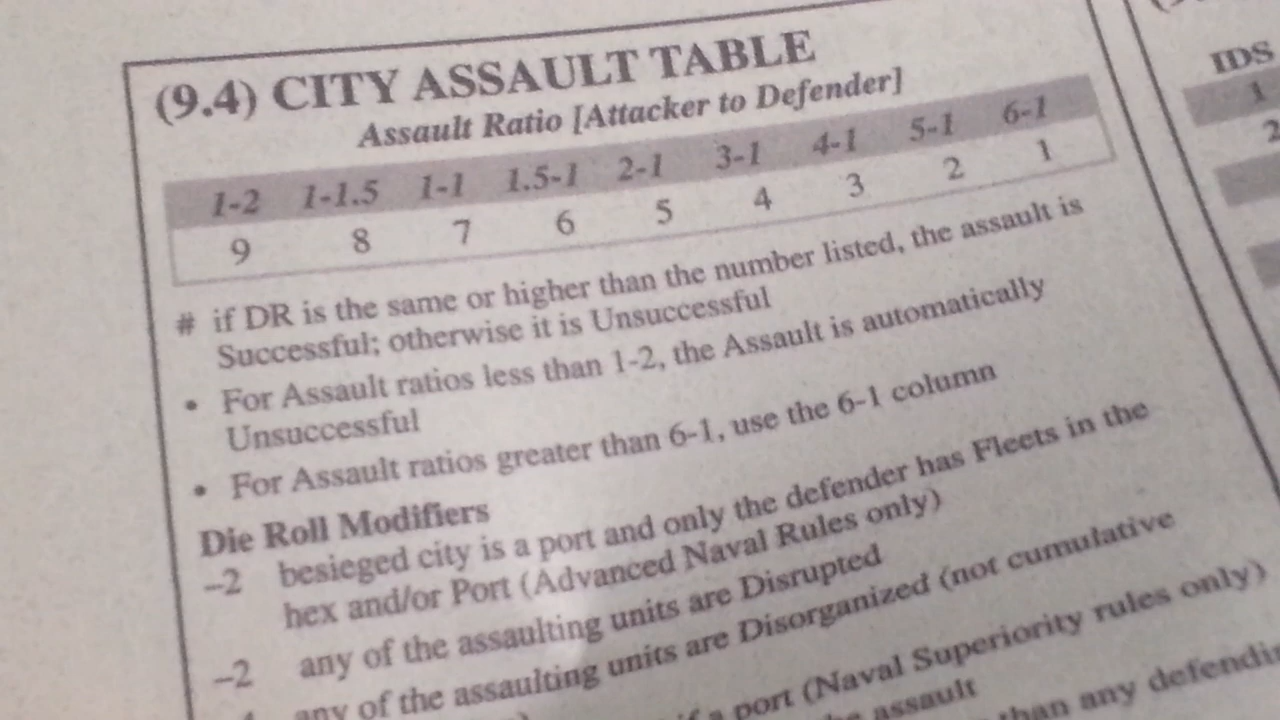 (9.4) CITY ASSAULT TABLE
Assault Ratio [Attacker to Defender]
1-2 1-1.5 1-1 1.5-1 2-1 3-1 4-1 5-1 6-1
9 8 7 6 5 4 3 2 1
# if DR is the same or higher than the number listed, the assault is
Successful; otherwise it is Unsuccessful
• For Assault ratios less than 1-2, the Assault is automatically
Unsuccessful
• For Assault ratios greater than 6-1, use the 6-1 column
Die Roll Modifiers
–2 besieged city is a port and only the defender has Fleets in the
hex and/or Port (Advanced Naval Rules only)
–2 any of the assaulting units are Disrupted
any of the assaulting units are Disorganized (not cumulative
if a port (Naval Superiority rules only)
assault
than any
IDS
1
2